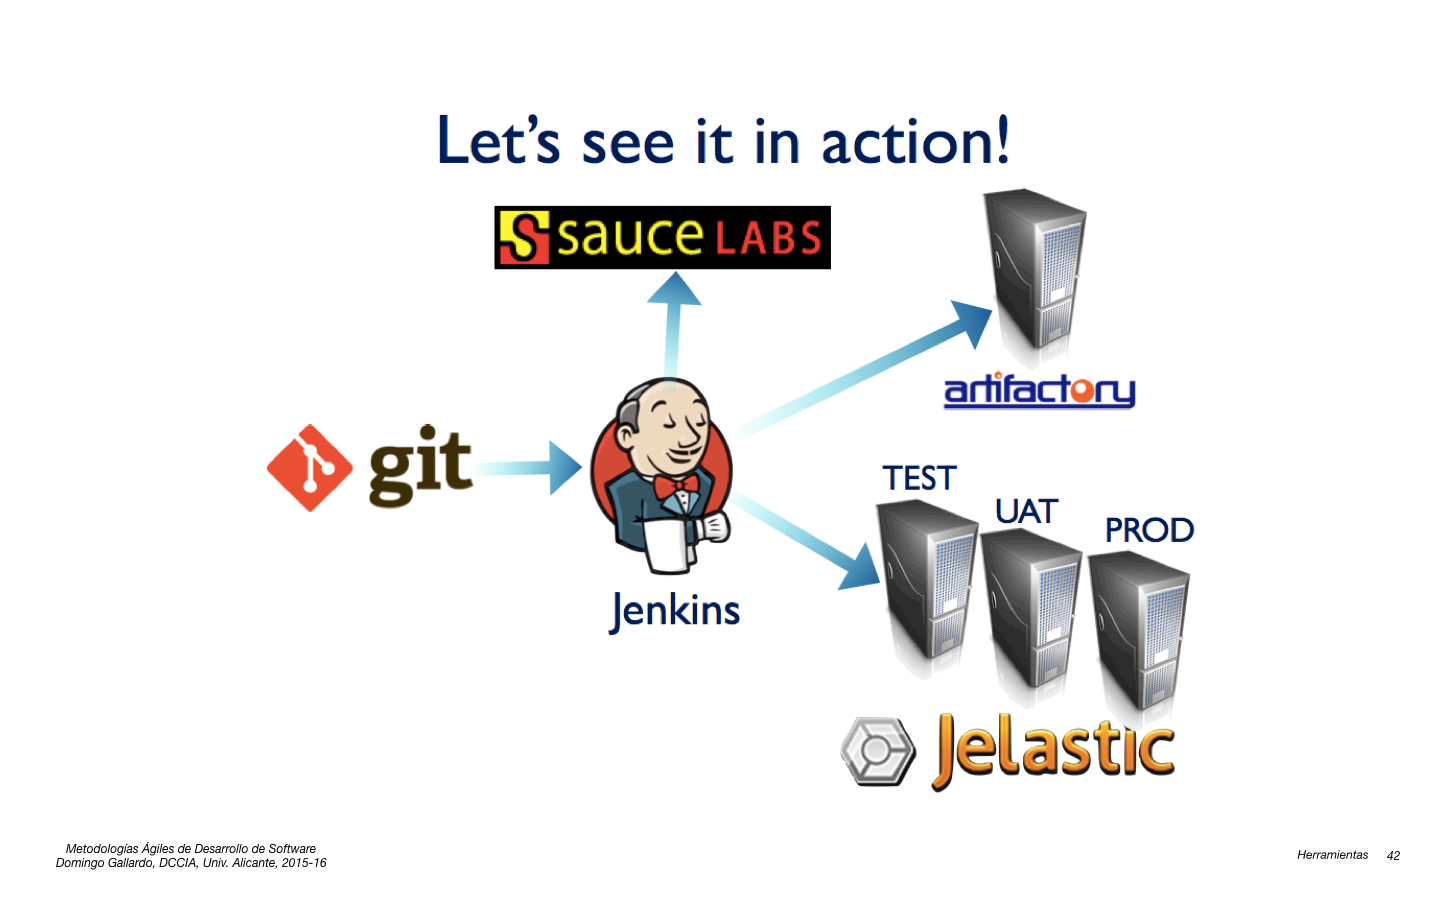 Let's see it in action!
S sauce LABS
artifactory
git
TEST
UAT
PROD
Jenkins
Jelastic
Metodologías Ágiles de Desarrollo de Software
Domingo Gallardo, DCCIA, Univ. Alicante, 2015-16
Herramientas 42